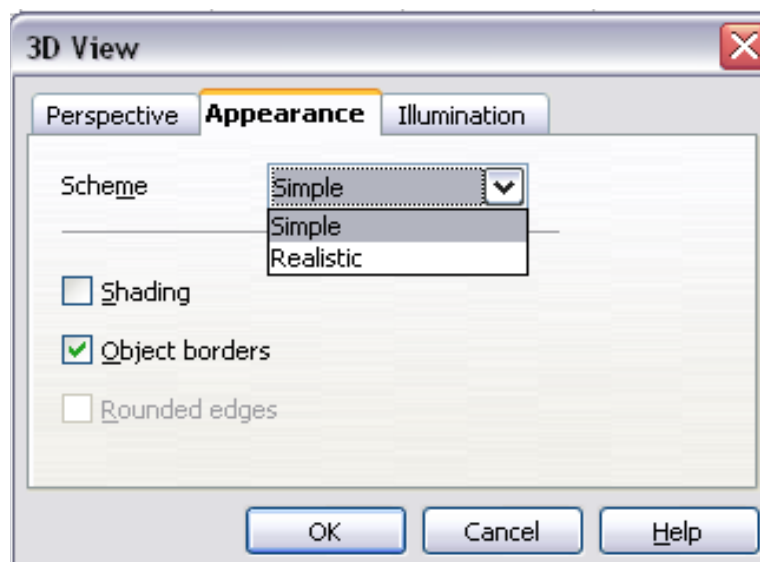 3D View
Perspective Appearance Illumination
Scheme Simple
Simple
Realistic
Shading
Object borders
Rounded edges
OK Cancel Help